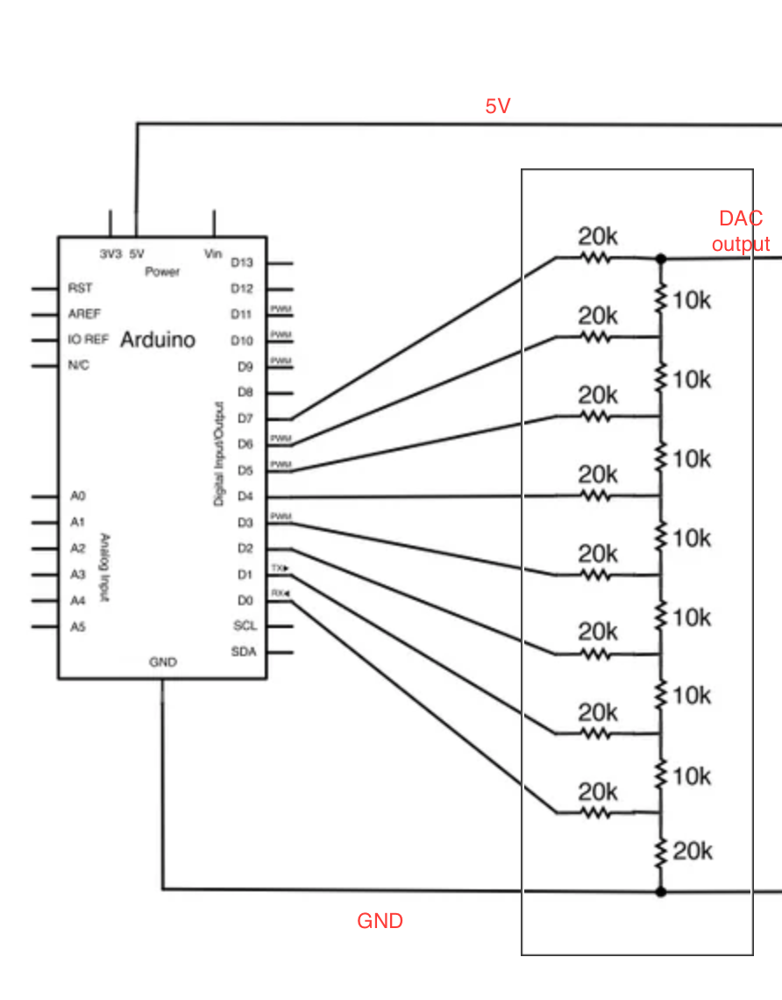 5V
DAC
output
3V3 5V Vin
Power
D13
RST D12
AREF D11 PWM
IO REF Arduino D10 PWM
N/C D9 PWM
D8
D7
D6 PWM
D5 PWM
Digital Input/Output
A0 D4
A1 D3 PWM
A2 D2
A3 D1 TX▸
A4 D0 RX◂
A5 SCL
SDA
Analog Input
GND
20k
10k
20k
10k
20k
10k
20k
10k
20k
10k
20k
10k
20k
10k
20k
20k
GND